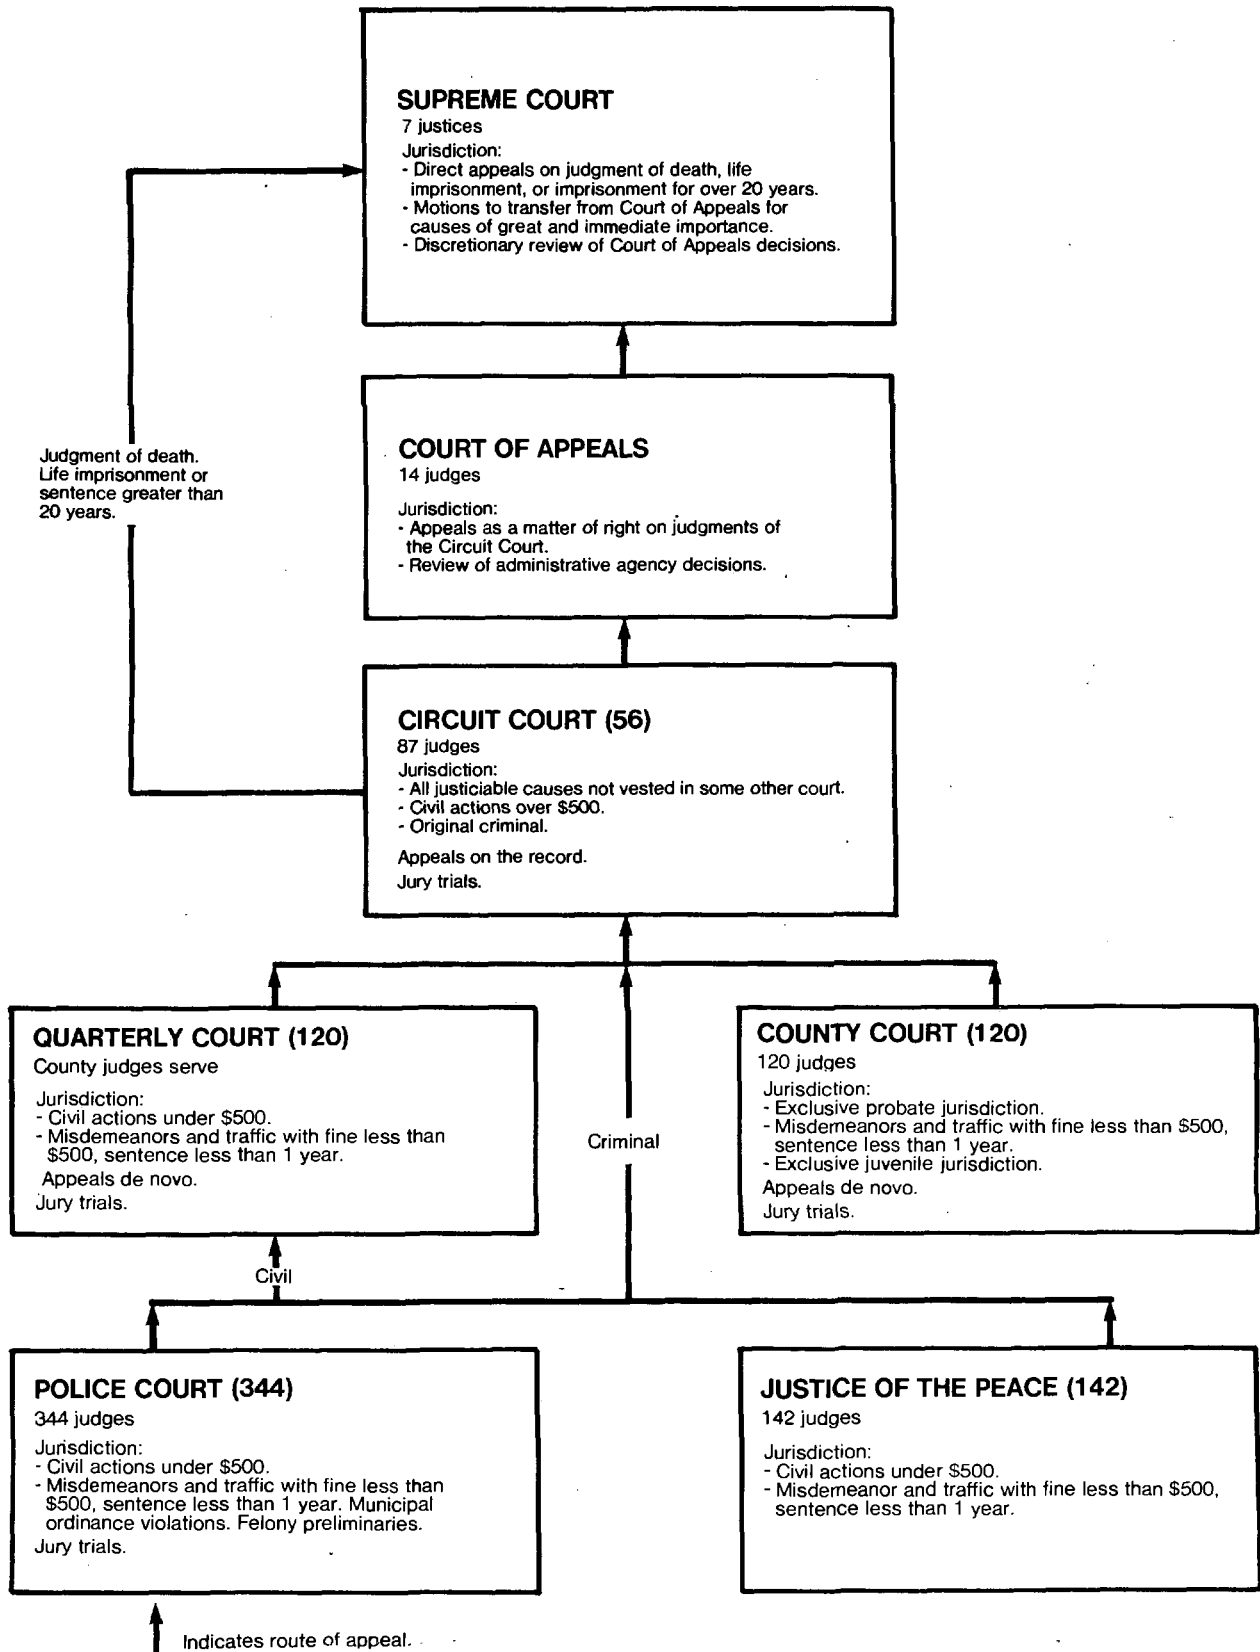 SUPREME COURT
7 justices
Jurisdiction:
- Direct appeals on judgment of death, life
imprisonment, or imprisonment for over 20 years.
- Motions to transfer from Court of Appeals for
causes of great and immediate importance.
- Discretionary review of Court of Appeals decisions.
Judgment of death.
Life imprisonment or
sentence greater than
20 years.
COURT OF APPEALS
14 judges
Jurisdiction:
- Appeals as a matter of right on judgments of
the Circuit Court.
- Review of administrative agency decisions.
CIRCUIT COURT (56)
87 judges
Jurisdiction:
- All justiciable causes not vested in some other court.
- Civil actions over $500.
- Original criminal.
Appeals on the record.
Jury trials.
QUARTERLY COURT (120)
County judges serve
Jurisdiction:
- Civil actions under $500.
- Misdemeanors and traffic with fine less than
$500, sentence less than 1 year.
Appeals de novo.
Jury trials.
Criminal
COUNTY COURT (120)
120 judges
Jurisdiction:
- Exclusive probate jurisdiction.
- Misdemeanors and traffic with fine less than $500,
sentence less than 1 year.
- Exclusive juvenile jurisdiction.
Appeals de novo.
Jury trials.
Civil
POLICE COURT (344)
344 judges
Jurisdiction:
- Civil actions under $500.
- Misdemeanors and traffic with fine less than
$500, sentence less than 1 year. Municipal
ordinance violations. Felony preliminaries.
Jury trials.
JUSTICE OF THE PEACE (142)
142 judges
Jurisdiction:
- Civil actions under $500.
- Misdemeanor and traffic with fine less than $500,
sentence less than 1 year.
Indicates route of appeal.